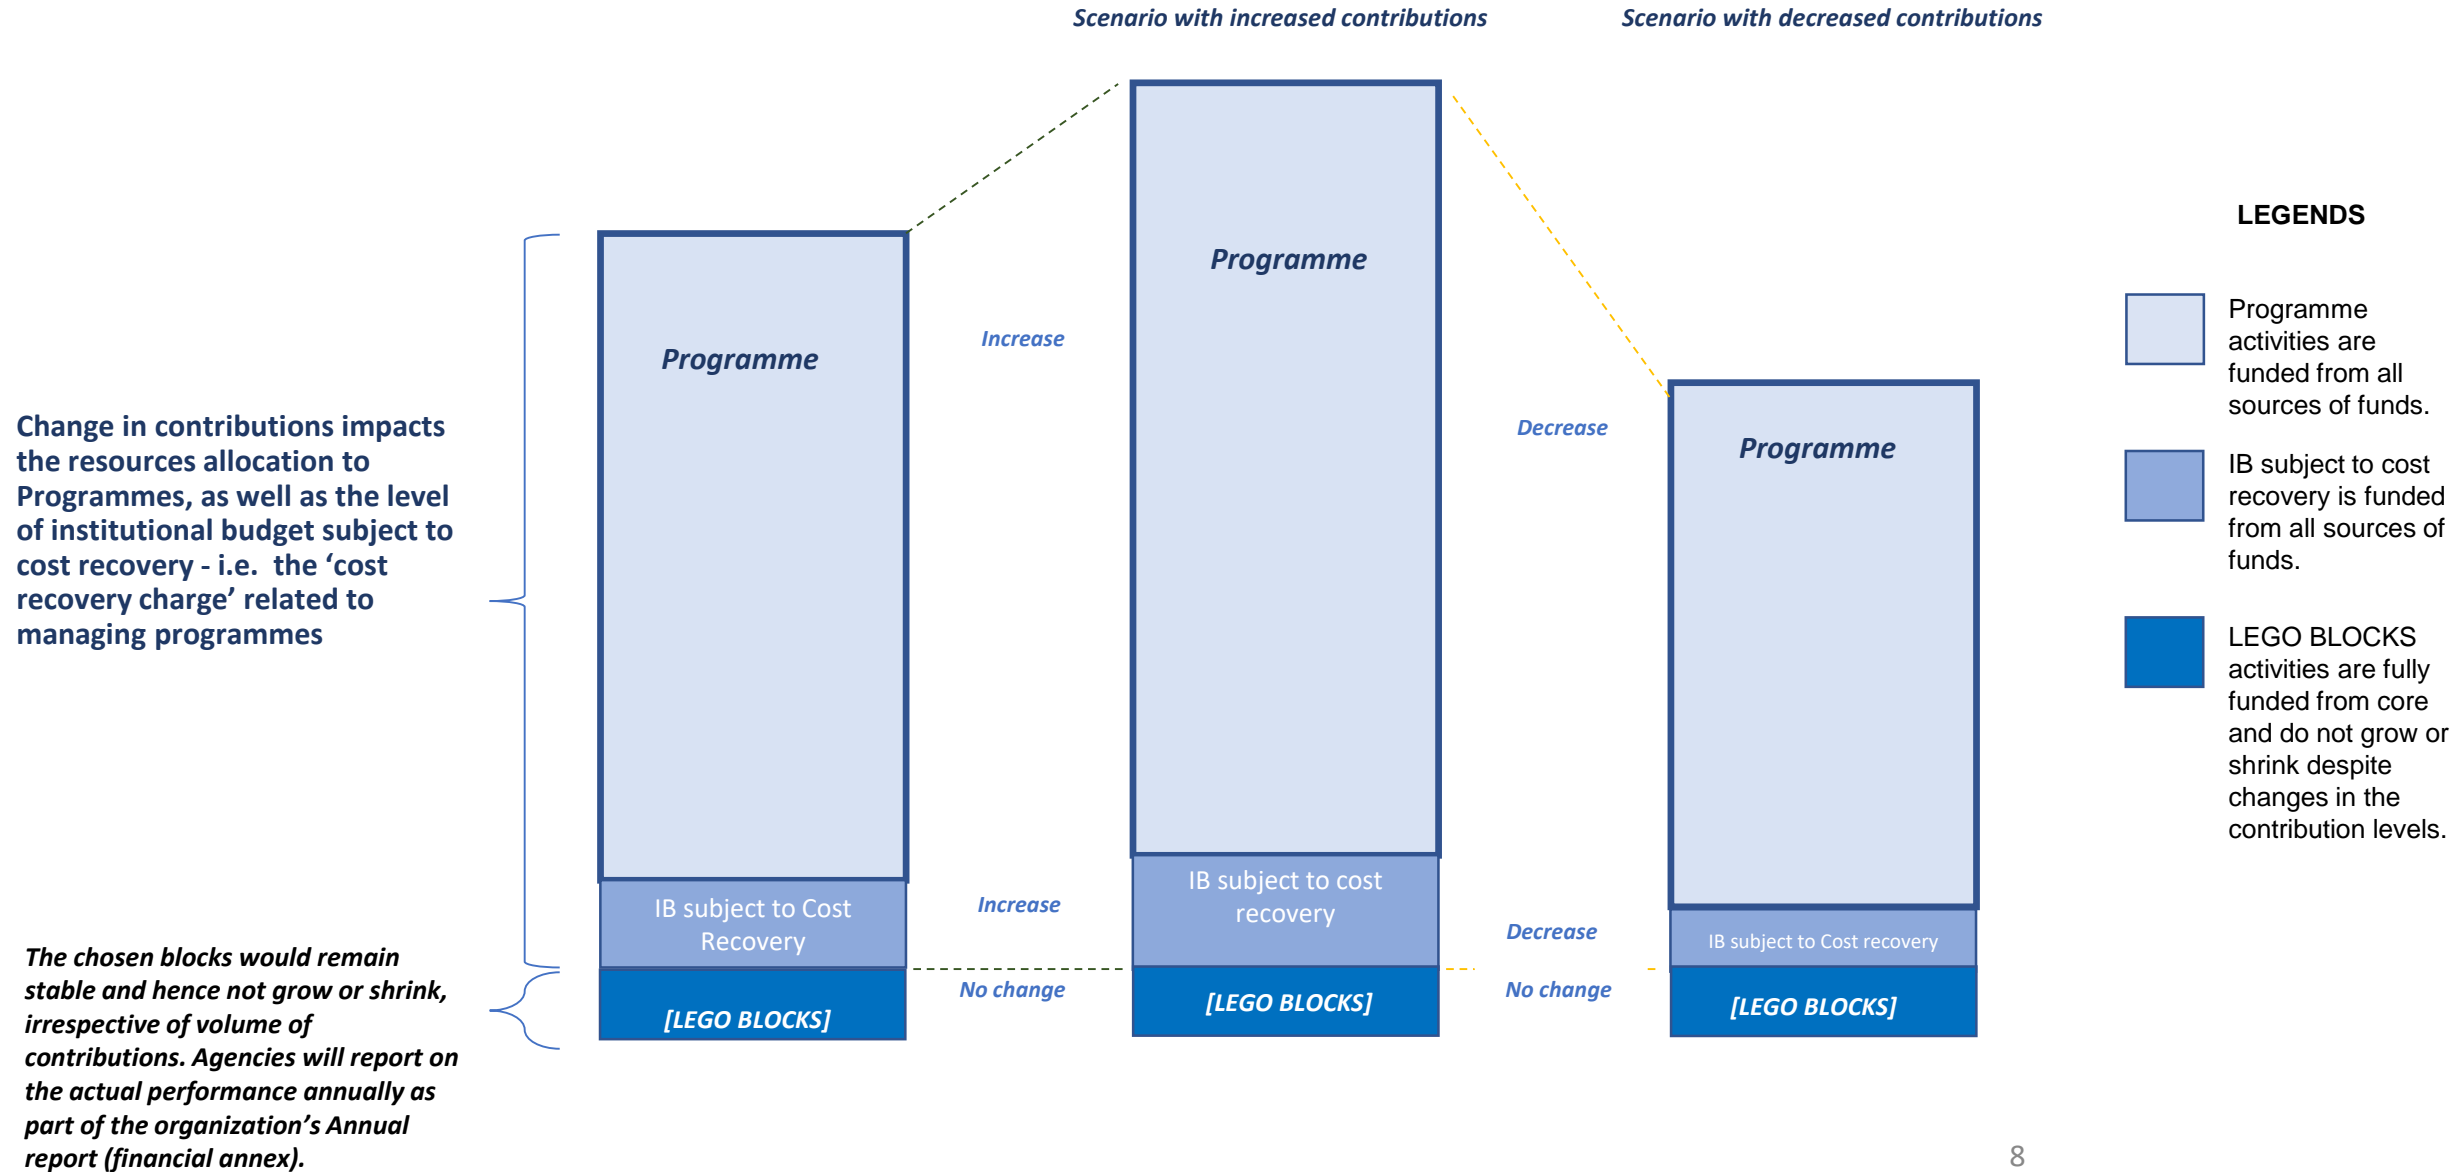 Scenario with increased contributions
Scenario with decreased contributions
Change in contributions impacts
the resources allocation to
Programmes, as well as the level
of institutional budget subject to
cost recovery - i.e.  the ‘cost
recovery charge’ related to
managing programmes
The chosen blocks would remain
stable and hence not grow or shrink,
irrespective of volume of
contributions. Agencies will report on
the actual performance annually as
part of the organization’s Annual
report (financial annex).
Programme
IB subject to Cost
Recovery
[LEGO BLOCKS]
Increase
Increase
No change
Programme
IB subject to cost
recovery
[LEGO BLOCKS]
Decrease
Decrease
No change
Programme
IB subject to Cost recovery
[LEGO BLOCKS]
LEGENDS
Programme
activities are
funded from all
sources of funds.
IB subject to cost
recovery is funded
from all sources of
funds.
LEGO BLOCKS
activities are fully
funded from core
and do not grow or
shrink despite
changes in the
contribution levels.
8